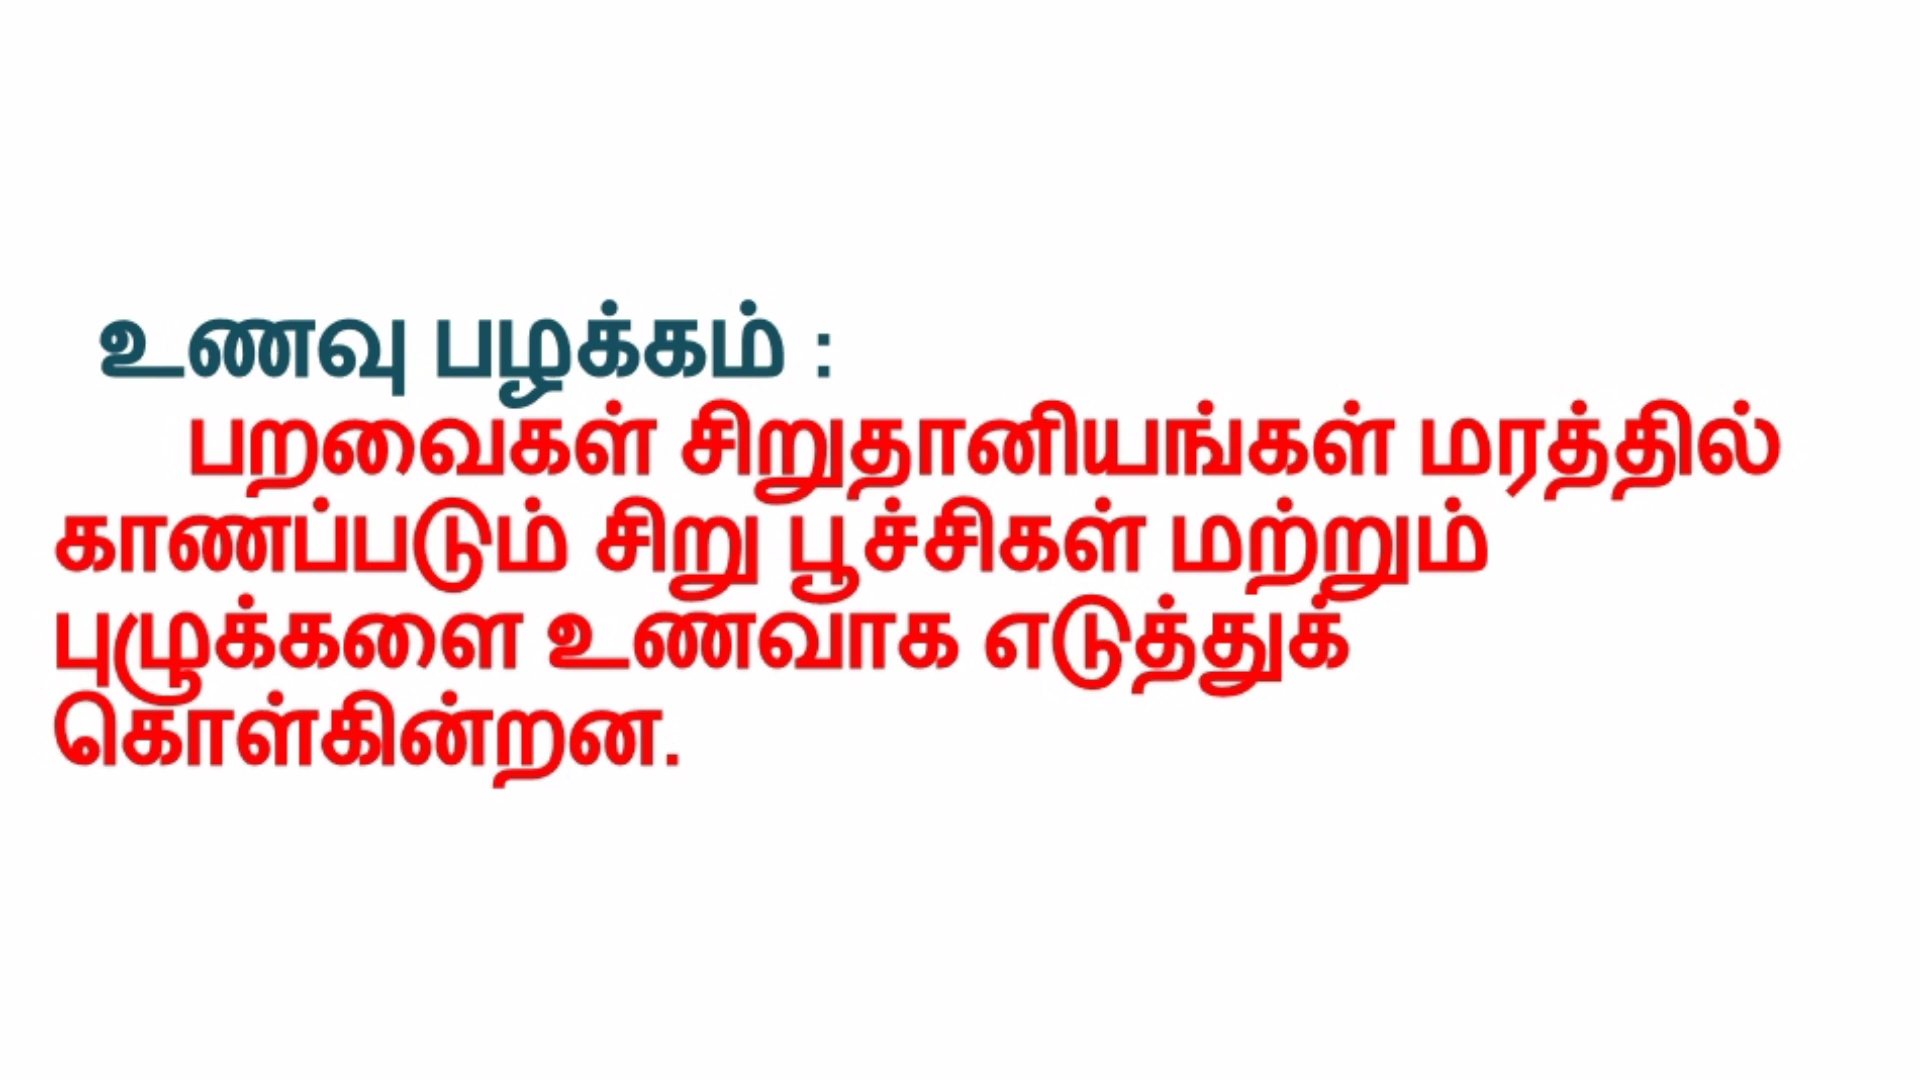 உணவு பழக்கம் :
பறவைகள் சிறுதானியங்கள் மரத்தில்
காணப்படும் சிறு பூச்சிகள் மற்றும்
புழுக்களை உணவாக எடுத்துக்
கொள்கின்றன.